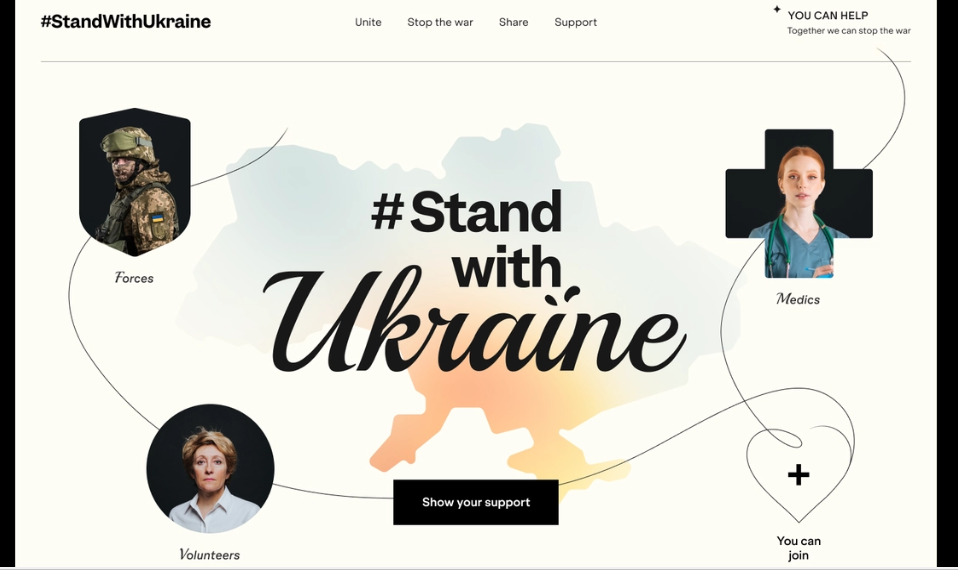 #StandWithUkraine
Unite
Stop the war
Share
Support
YOU CAN HELP
Together we can stop the war
#Stand
with
Ukraїne
Forces
Medics
Volunteers
Show your support
+
You can
join